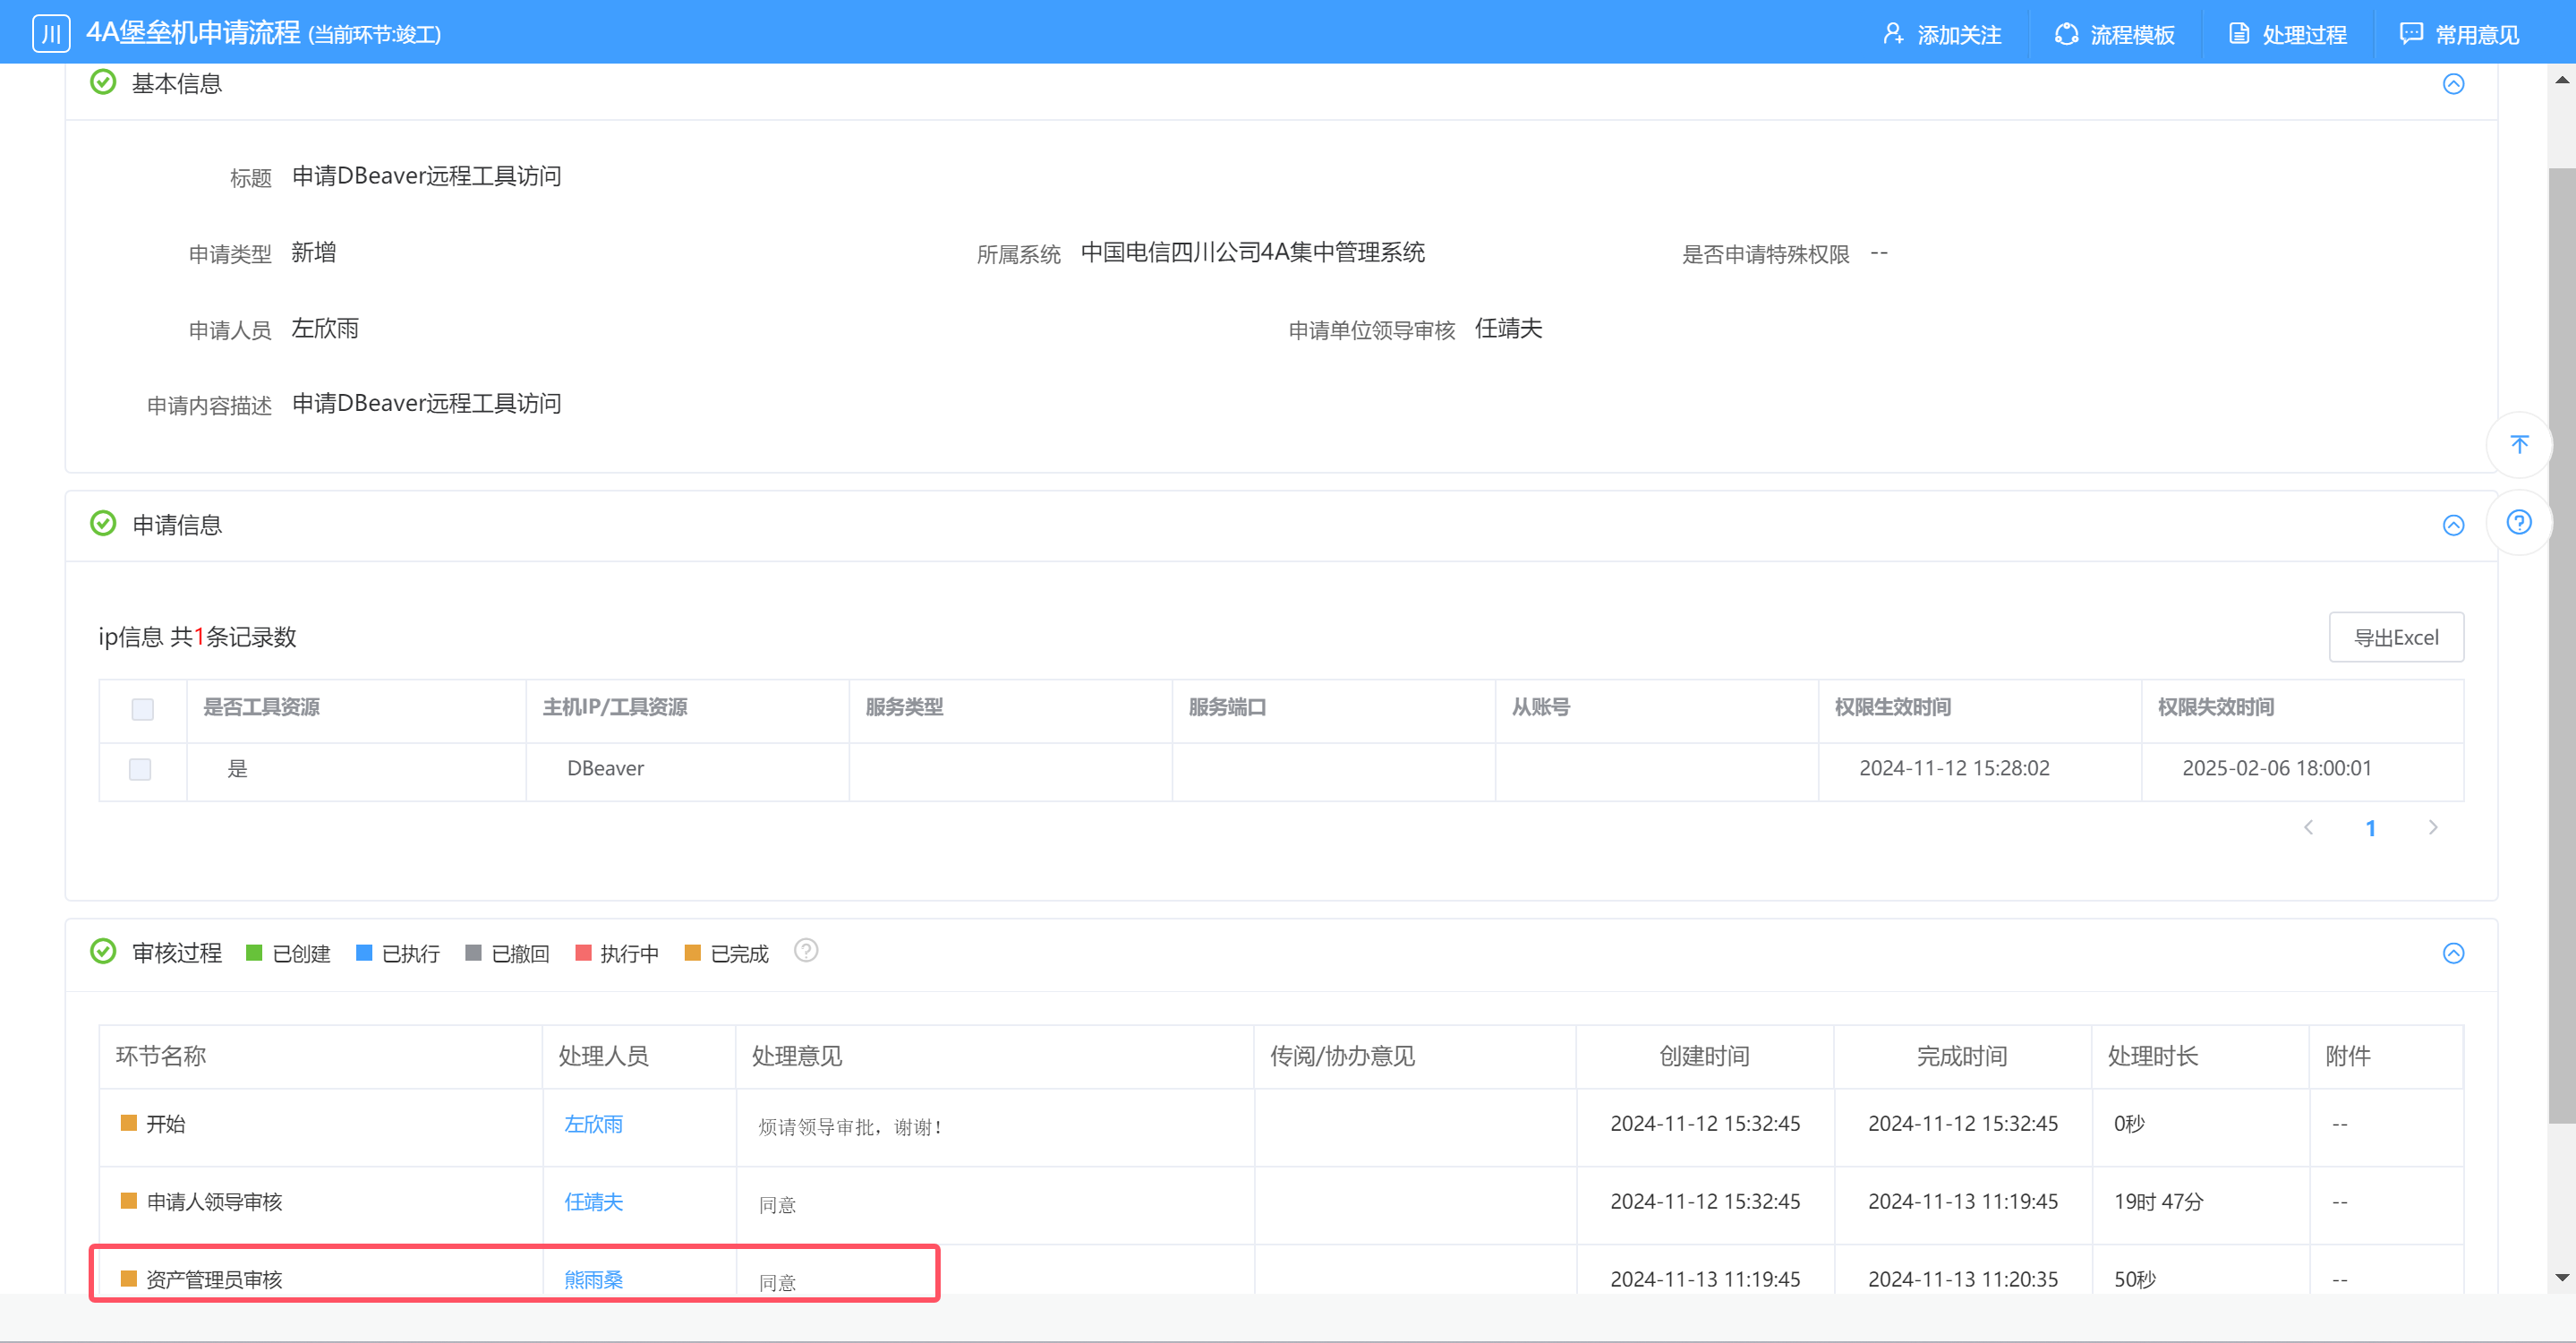 川 4A堡垒机申请流程 (当前环节:竣工) 添加关注 流程模板 处理过程 常用意见
基本信息
标题 申请DBeaver远程工具访问
申请类型 新增 所属系统 中国电信四川公司4A集中管理系统 是否申请特殊权限 --
申请人员 左欣雨 申请单位领导审核 任靖夫
申请内容描述 申请DBeaver远程工具访问
申请信息
ip信息 共1条记录数 导出Excel
是否工具资源 主机IP/工具资源 服务类型 服务端口 从账号 权限生效时间 权限失效时间
是 DBeaver 2024-11-12 15:28:02 2025-02-06 18:00:01
1
审核过程 已创建 已执行 已撤回 执行中 已完成
环节名称 处理人员 处理意见 传阅/协办意见 创建时间 完成时间 处理时长 附件
开始 左欣雨 烦请领导审批，谢谢！ 2024-11-12 15:32:45 2024-11-12 15:32:45 0秒 --
申请人领导审核 任靖夫 同意 2024-11-12 15:32:45 2024-11-13 11:19:45 19时 47分 --
资产管理员审核 熊雨桑 同意 2024-11-13 11:19:45 2024-11-13 11:20:35 50秒 --